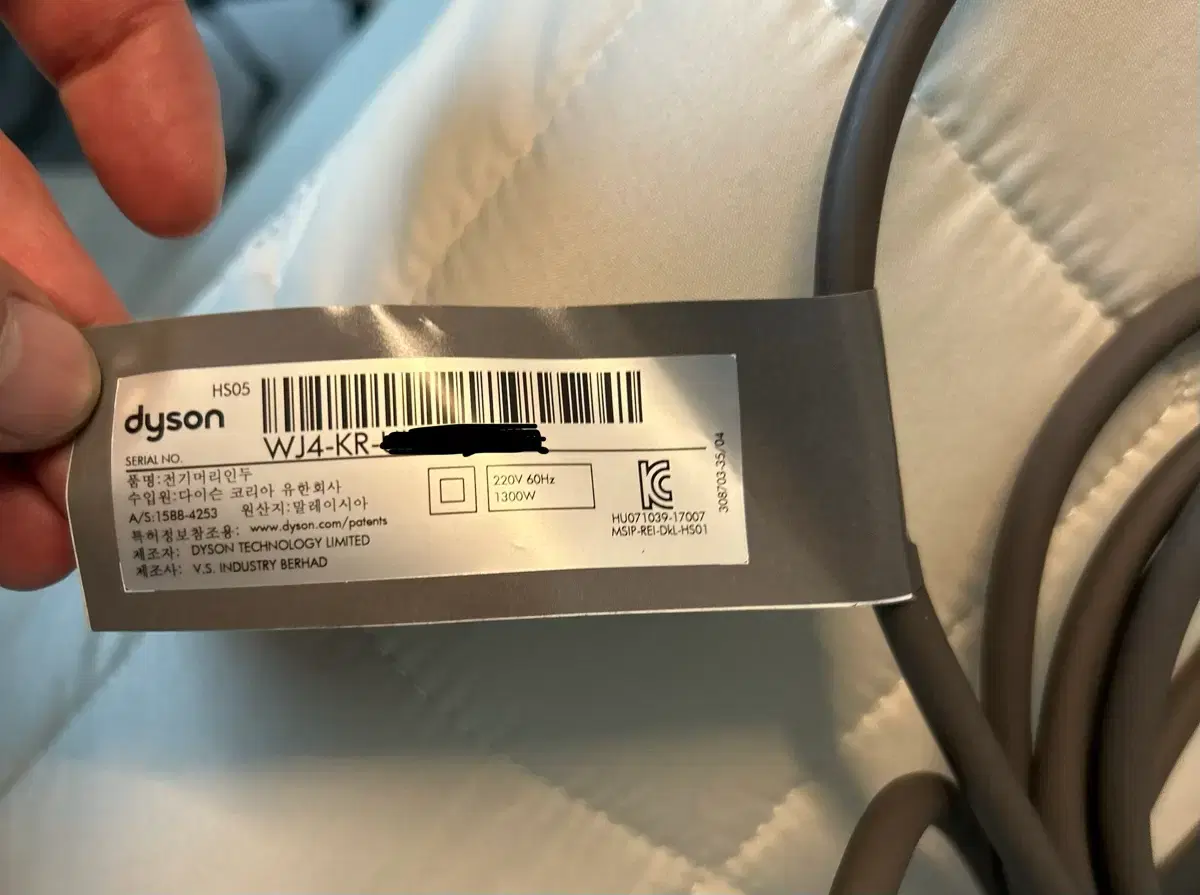 HS05
dyson
SERIAL NO.
WJ4-KR-
품명:전기머리인두
수입원:다이슨 코리아 유한회사
A/S:1588-4253 원산지:말레이시아
특허정보참조용: www.dyson.com/patents
제조자: DYSON TECHNOLOGY LIMITED
제조사: V.S. INDUSTRY BERHAD
220V 60Hz
1300W
HU071039-17007
MSIP-REI-DkL-HS01
308703-35/04